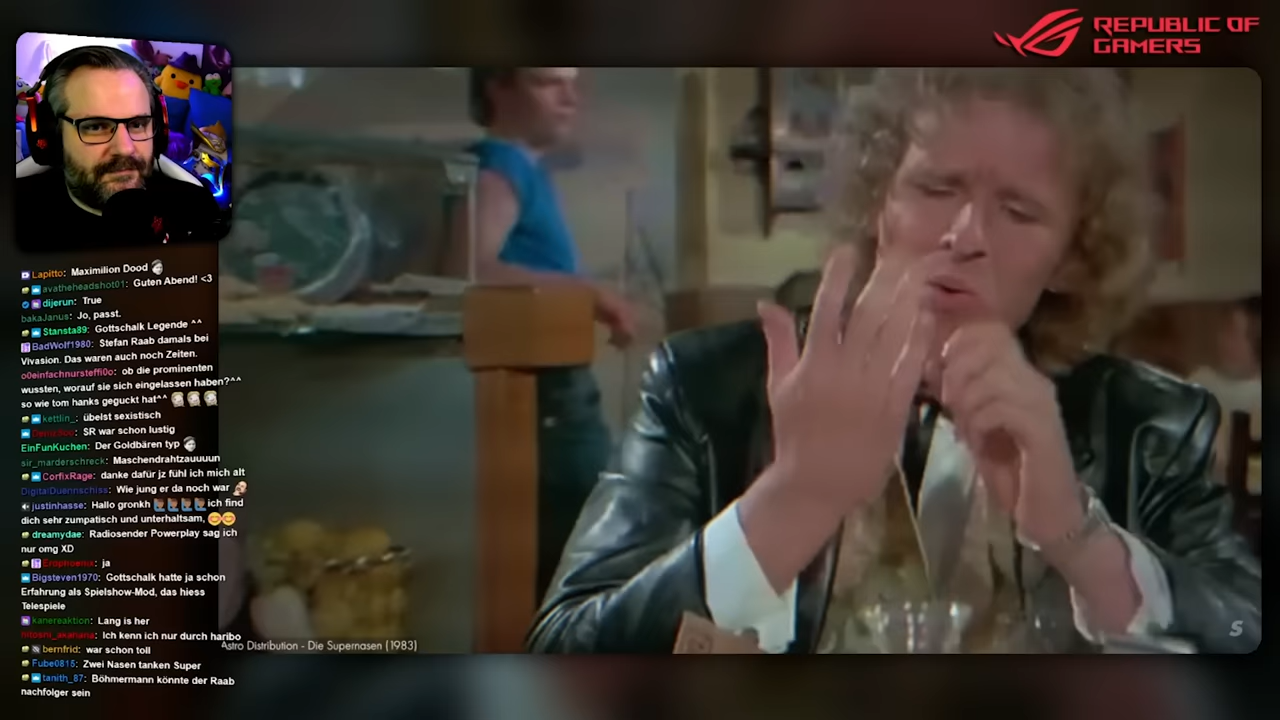 REPUBLIC OF
GAMERS
Lapitto: Maximilion Dood
avatheheadshot01: Guten Abend! <3
dijerun: True
bakaJanus: Jo, passt.
Stansta89: Gottschalk Legende ^^
BadWolf1980: Stefan Raab damals bei
Vivasion. Das waren auch noch Zeiten.
o0einfachnursteffi0o: ob die prominenten
wussten, worauf sie sich eingelassen haben?^^
so wie tom hanks geguckt hat^^
kettlin_: übelst sexistisch
SR war schon lustig
EinFunKuchen: Der Goldbären typ
sir_marderschreck: Maschendrahtzauuuun
CorfixRage: danke dafür jz fühl ich mich alt
DigitalDuennschiss: Wie jung er da noch war
justinhasse: Hallo gronkh ich find
dich sehr zumpatisch und unterhaltsam,
dreamydae: Radiosender Powerplay sag ich
nur omg XD
Erophoenix: ja
Bigsteven1970: Gottschalk hatte ja schon
Erfahrung als Spielshow-Mod, das hiess
Telespiele
kanereaktion: Lang is her
Ich kenn ich nur durch haribo
bernfrid: war schon toll
Fube0815: Zwei Nasen tanken Super
tanith_87: Böhmermann könnte der Raab
nachfolger sein
Astro Distribution - Die Supernasen (1983)
S